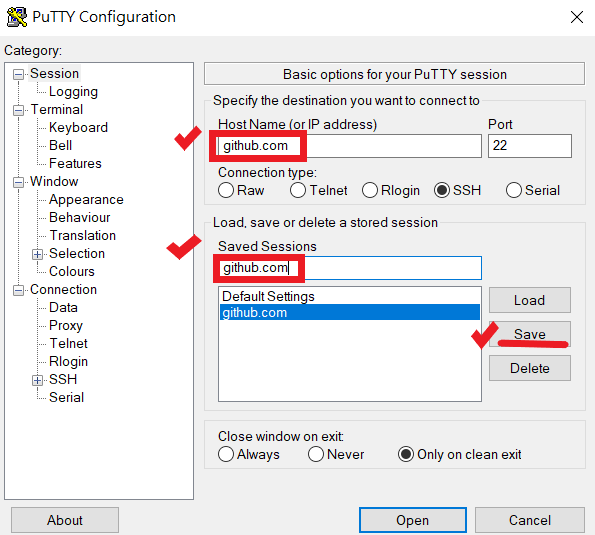 PuTTY Configuration
Category:
Session
Logging
Terminal
Keyboard
Bell
Features
Window
Appearance
Behaviour
Translation
Selection
Colours
Connection
Data
Proxy
Telnet
Rlogin
SSH
Serial
Basic options for your PuTTY session
Specify the destination you want to connect to
Host Name (or IP address) Port
github.com 22
Connection type:
Raw Telnet Rlogin SSH Serial
Load, save or delete a stored session
Saved Sessions
github.com
Default Settings
github.com
Load
Save
Delete
Close window on exit:
Always Never Only on clean exit
About Open Cancel